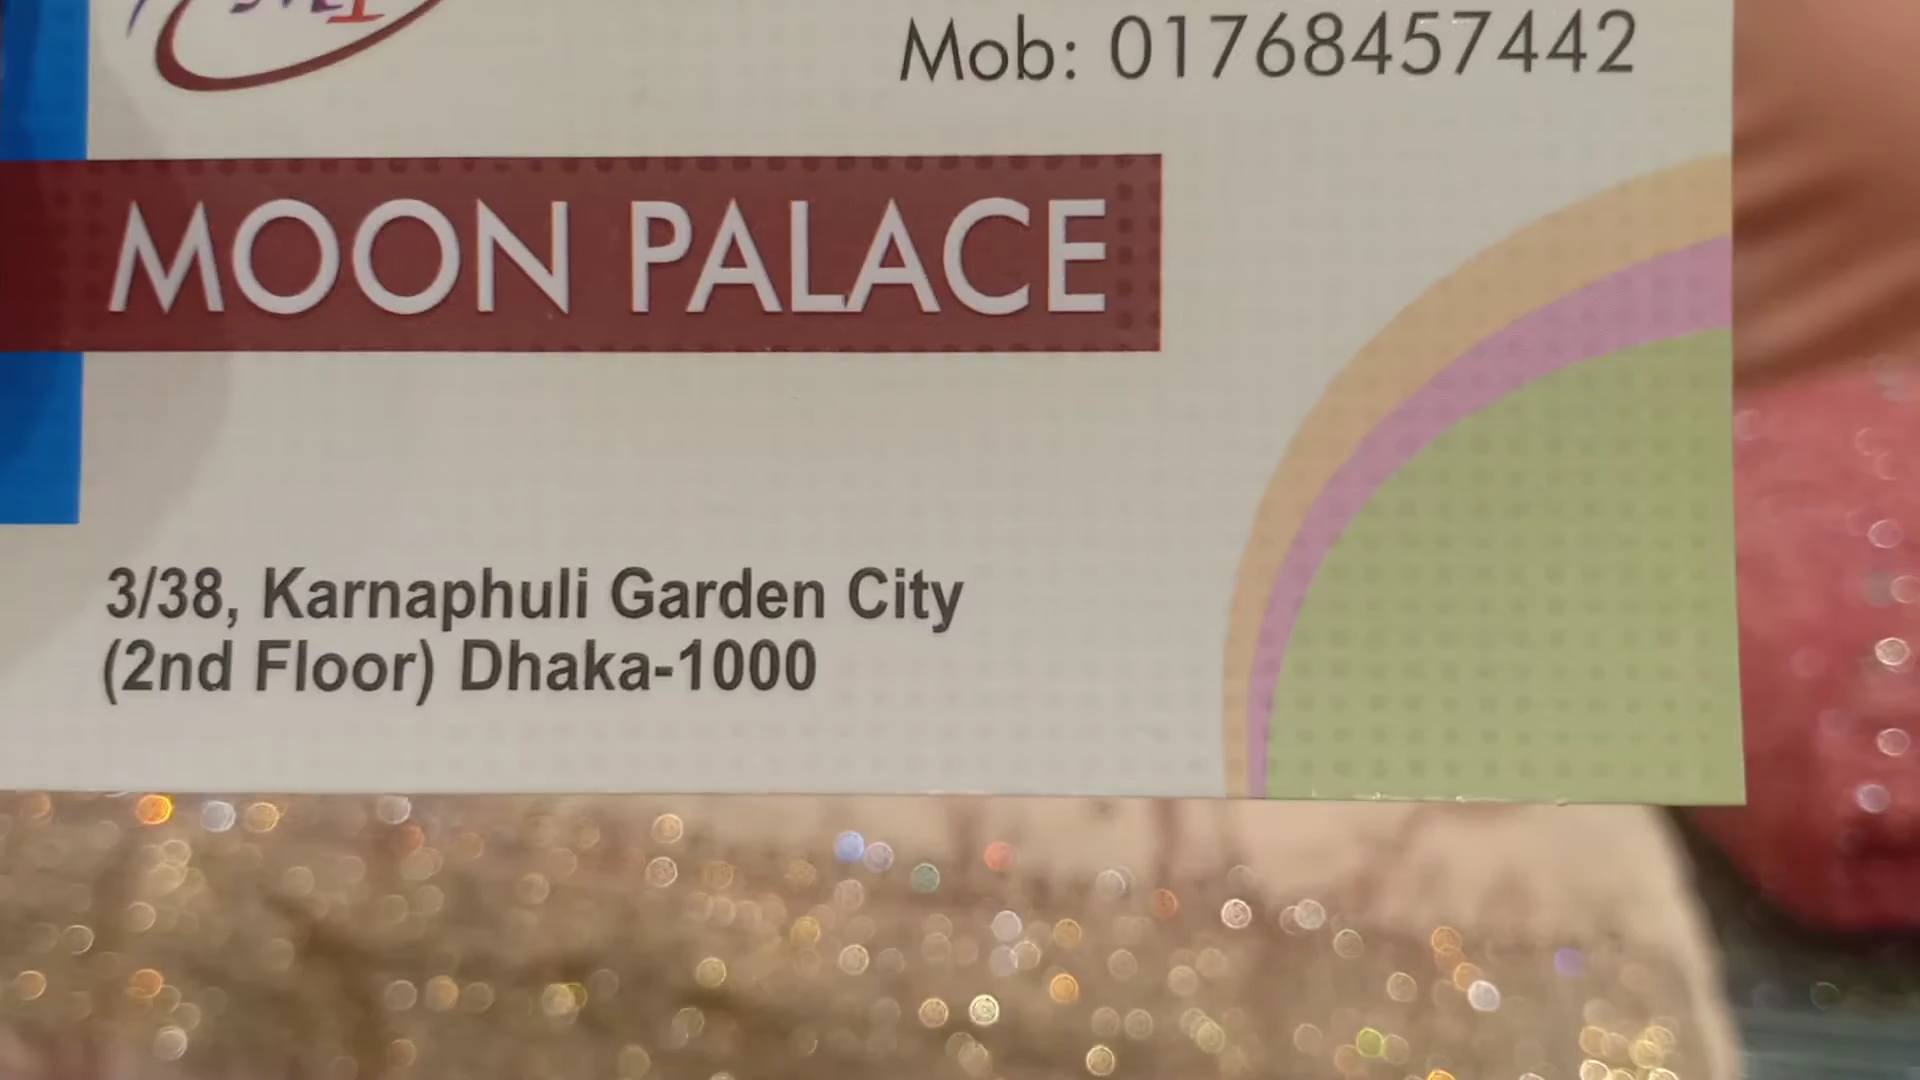 Mob: 01768457442
MOON PALACE
3/38, Karnaphuli Garden City
(2nd Floor) Dhaka-1000